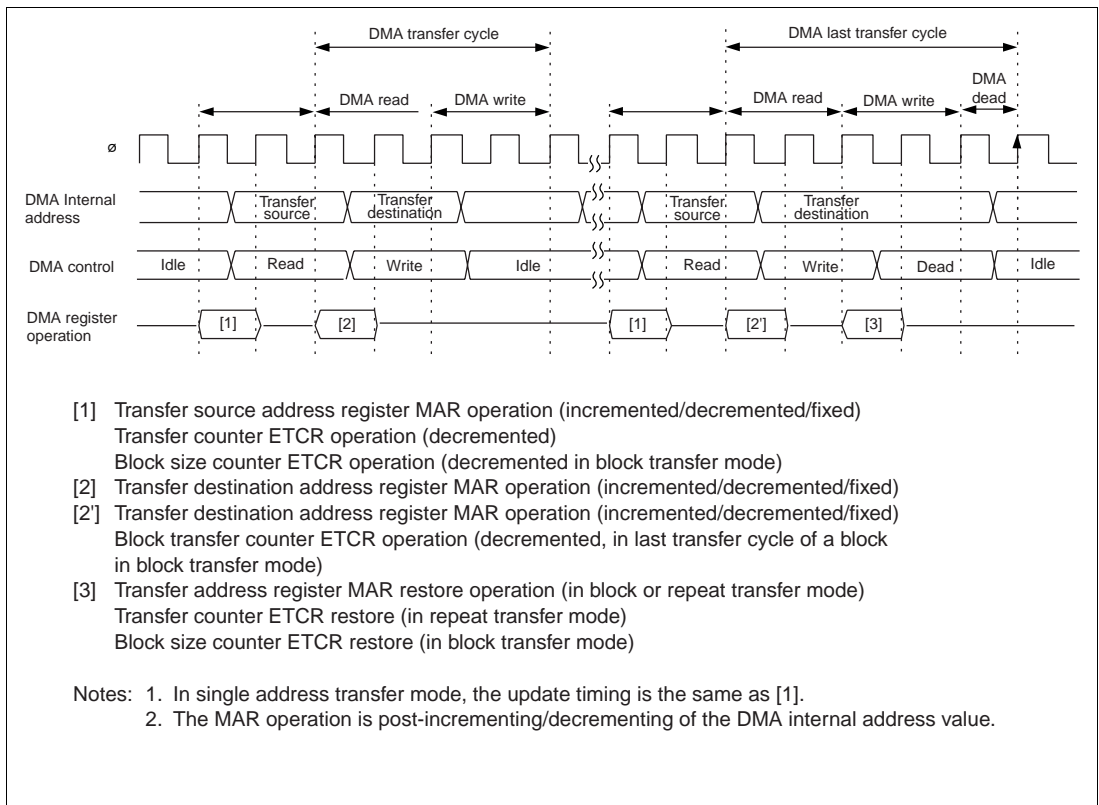 DMA transfer cycle DMA last transfer cycle
DMA read DMA write DMA read DMA write DMA dead
ø
DMA Internal address Transfer source Transfer destination Transfer source Transfer destination
DMA control Idle Read Write Idle Read Write Dead Idle
DMA register operation [1] [2] [1] [2'] [3]
[1] Transfer source address register MAR operation (incremented/decremented/fixed)
Transfer counter ETCR operation (decremented)
Block size counter ETCR operation (decremented in block transfer mode)
[2] Transfer destination address register MAR operation (incremented/decremented/fixed)
[2'] Transfer destination address register MAR operation (incremented/decremented/fixed)
Block transfer counter ETCR operation (decremented, in last transfer cycle of a block
in block transfer mode)
[3] Transfer address register MAR restore operation (in block or repeat transfer mode)
Transfer counter ETCR restore (in repeat transfer mode)
Block size counter ETCR restore (in block transfer mode)
Notes: 1. In single address transfer mode, the update timing is the same as [1].
2. The MAR operation is post-incrementing/decrementing of the DMA internal address value.